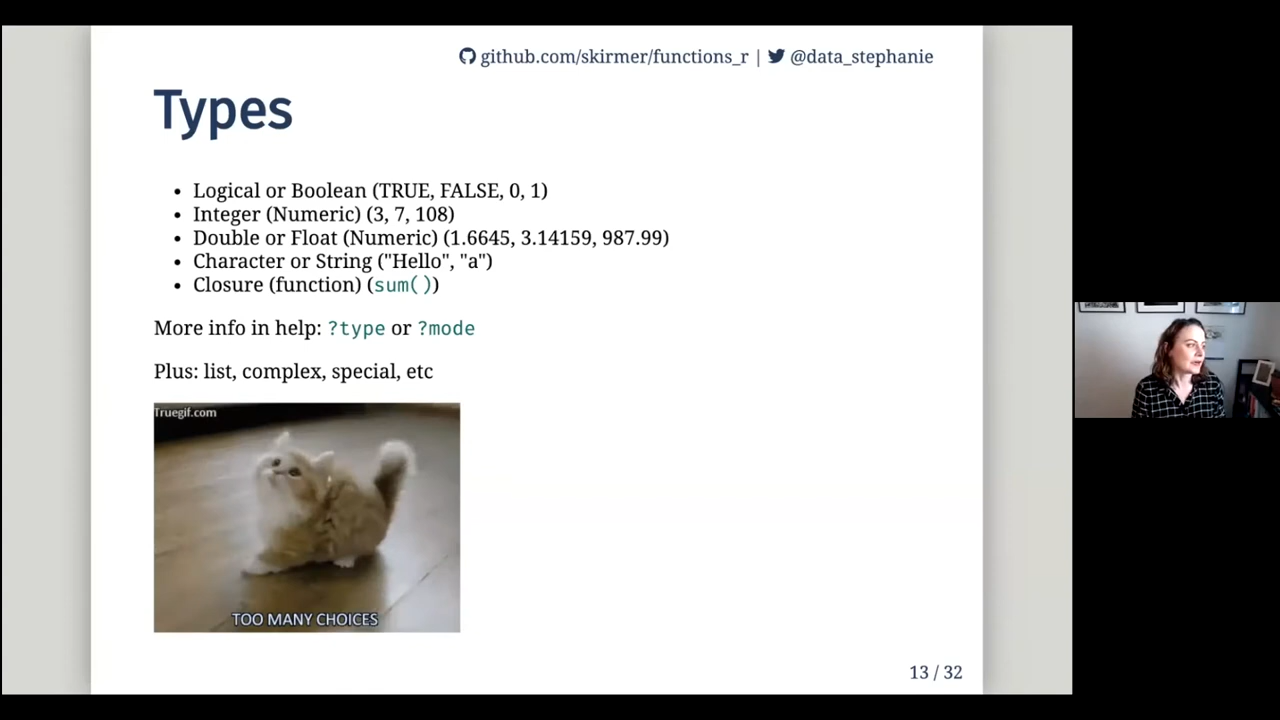 github.com/skirmer/functions_r | @data_stephanie
Types
• Logical or Boolean (TRUE, FALSE, 0, 1)
• Integer (Numeric) (3, 7, 108)
• Double or Float (Numeric) (1.6645, 3.14159, 987.99)
• Character or String ("Hello", "a")
• Closure (function) (sum())
More info in help: ?type or ?mode
Plus: list, complex, special, etc
Truegif.com
TOO MANY CHOICES
13 / 32